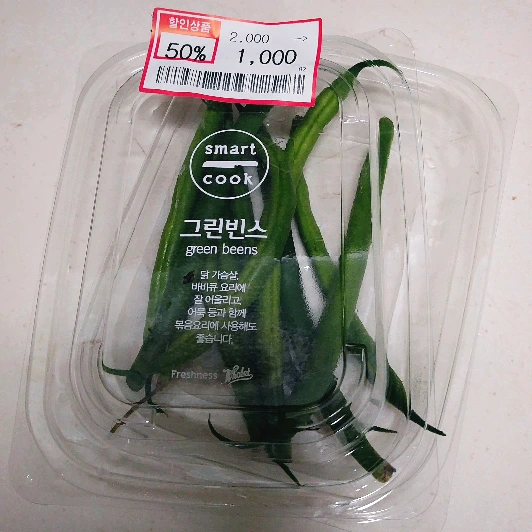 할인상품
50%
2,000 ->
1,000
smart
cook
그린빈스
green beens
닭 가슴살,
바비큐 요리에
잘 어울리고,
어묵 등과 함께
볶음요리에 사용해도
좋습니다.
Freshness